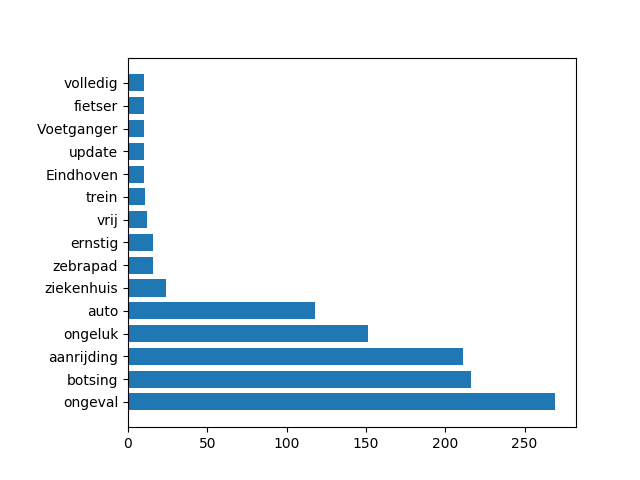 volledig
fietser
Voetganger
update
Eindhoven
trein
vrij
ernstig
zebrapad
ziekenhuis
auto
ongeluk
aanrijding
botsing
ongeval
0 50 100 150 200 250